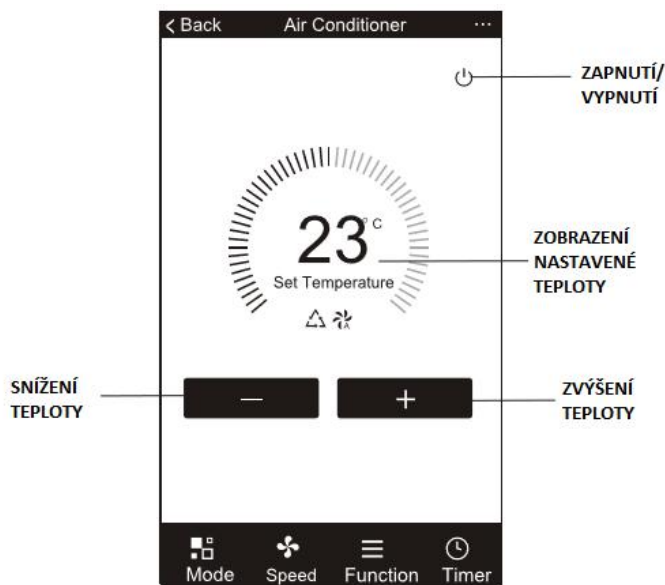 < Back Air Conditioner ...
ZAPNUTÍ/
VYPNUTÍ
23°C
Set Temperature
A
ZOBRAZENÍ
NASTAVENÉ
TEPLOTY
SNÍŽENÍ
TEPLOTY
—
+
ZVÝŠENÍ
TEPLOTY
Mode Speed Function Timer